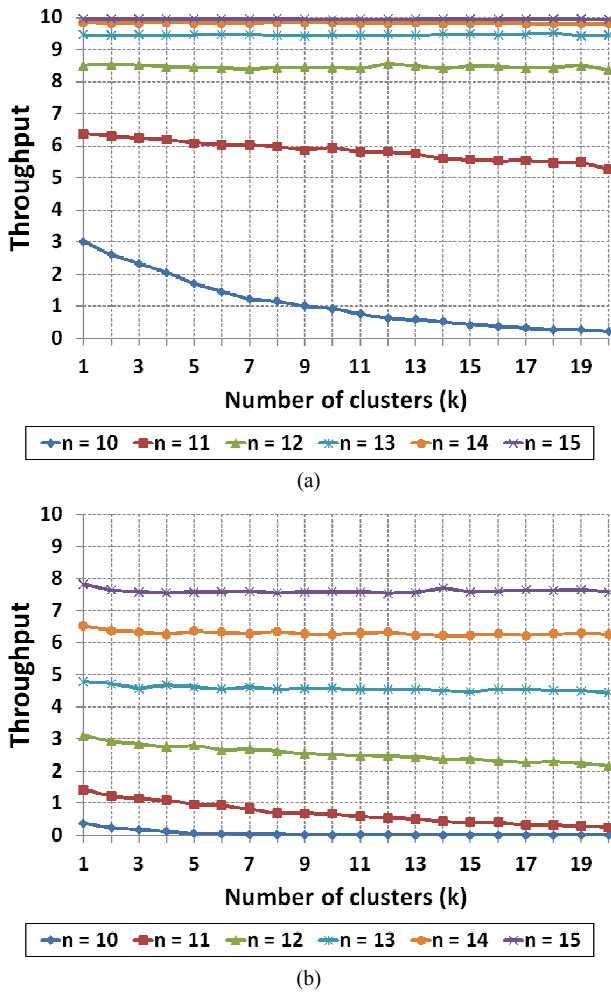 10
9
8
7
6
5
4
3
2
1
0
Throughput
1 3 5 7 9 11 13 15 17 19
Number of clusters (k)
n = 10 n = 11 n = 12 n = 13 n = 14 n = 15
(a)
10
9
8
7
6
5
4
3
2
1
0
Throughput
1 3 5 7 9 11 13 15 17 19
Number of clusters (k)
n = 10 n = 11 n = 12 n = 13 n = 14 n = 15
(b)